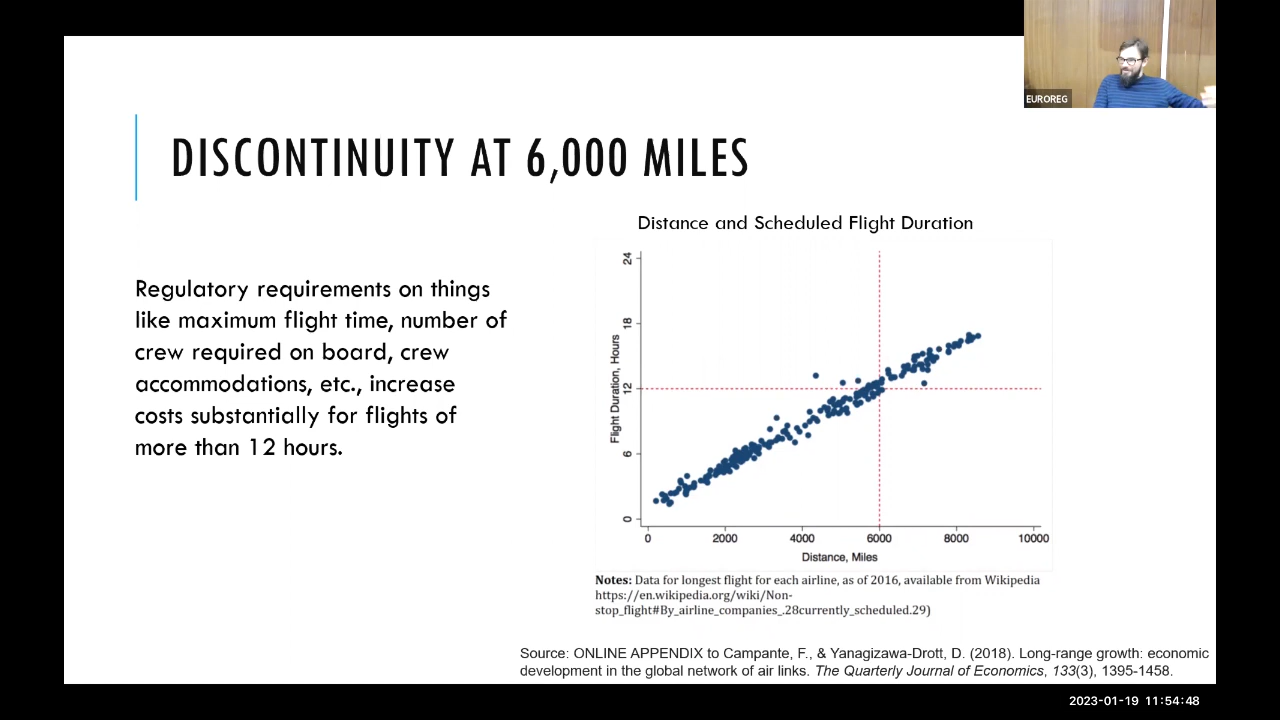 EUROREG
DISCONTINUITY AT 6,000 MILES
Regulatory requirements on things
like maximum flight time, number of
crew required on board, crew
accommodations, etc., increase
costs substantially for flights of
more than 12 hours.
Distance and Scheduled Flight Duration
Flight Duration, Hours
24
18
12
6
0
0 2000 4000 6000 8000 10000
Distance, Miles
Notes: Data for longest flight for each airline, as of 2016, available from Wikipedia
https://en.wikipedia.org/wiki/Non-
stop_flight#By_airline_companies_.28currently_scheduled.29)
Source: ONLINE APPENDIX to Campante, F., & Yanagizawa-Drott, D. (2018). Long-range growth: economic
development in the global network of air links. The Quarterly Journal of Economics, 133(3), 1395-1458.
2023-01-19 11:54:48